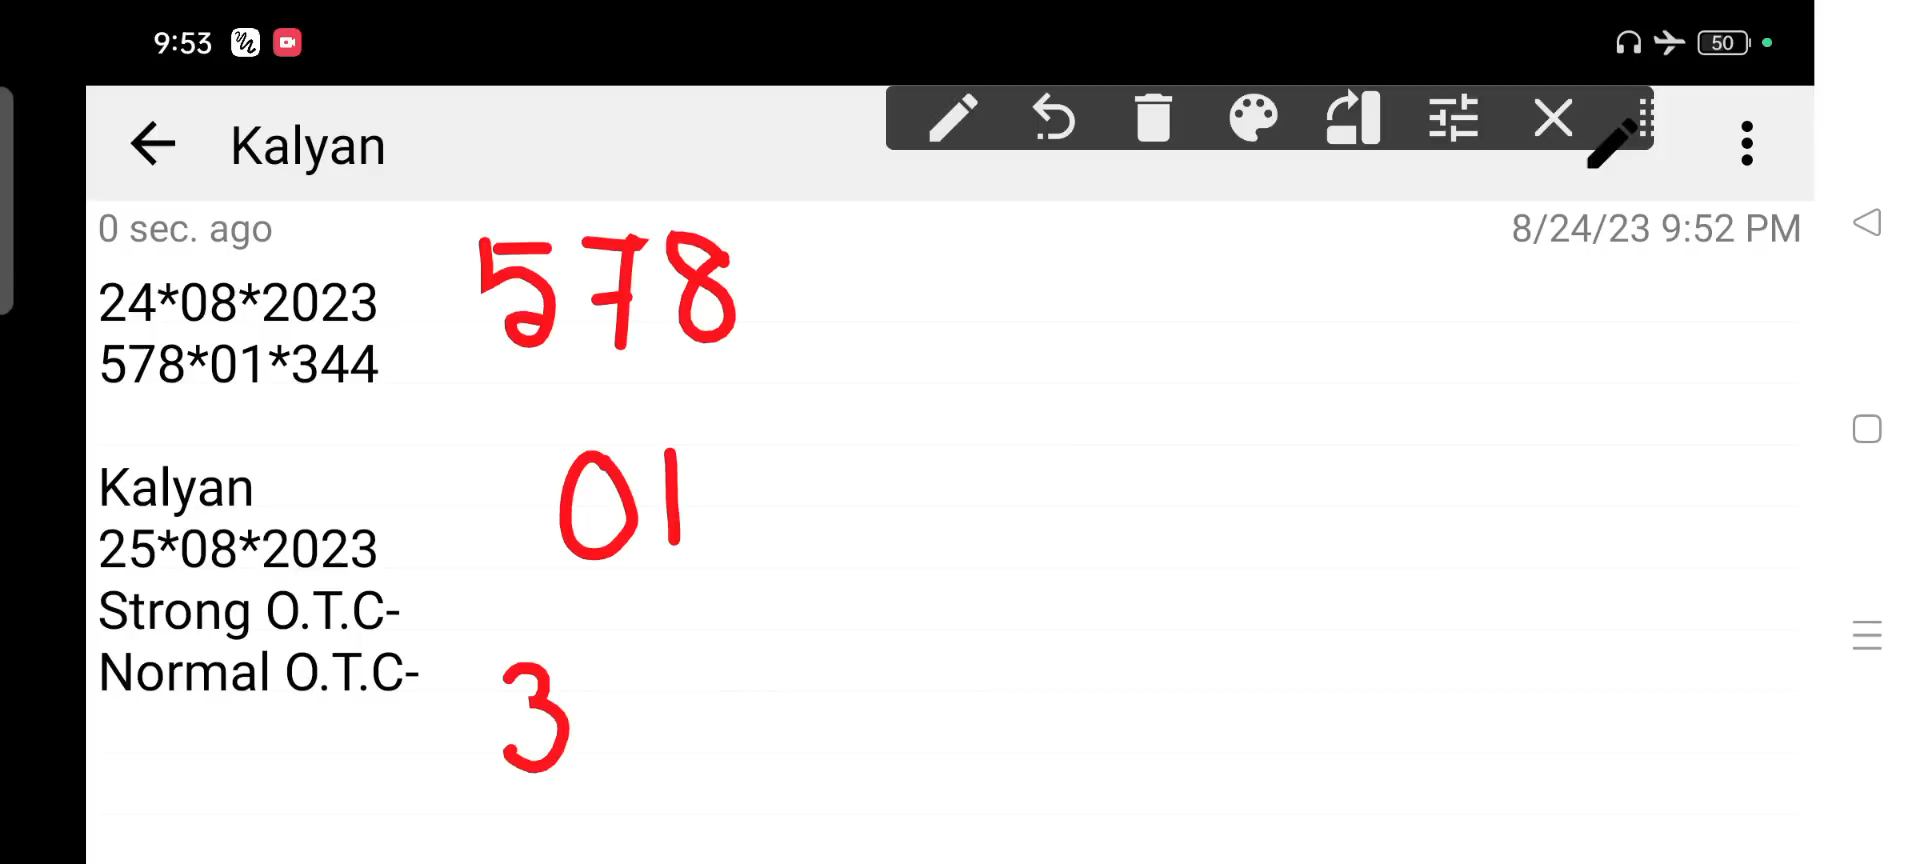 9:53 50
Kalyan
0 sec. ago 8/24/23 9:52 PM
578
24*08*2023
578*01*344
Kalyan
01
25*08*2023
Strong O.T.C-
Normal O.T.C-
3